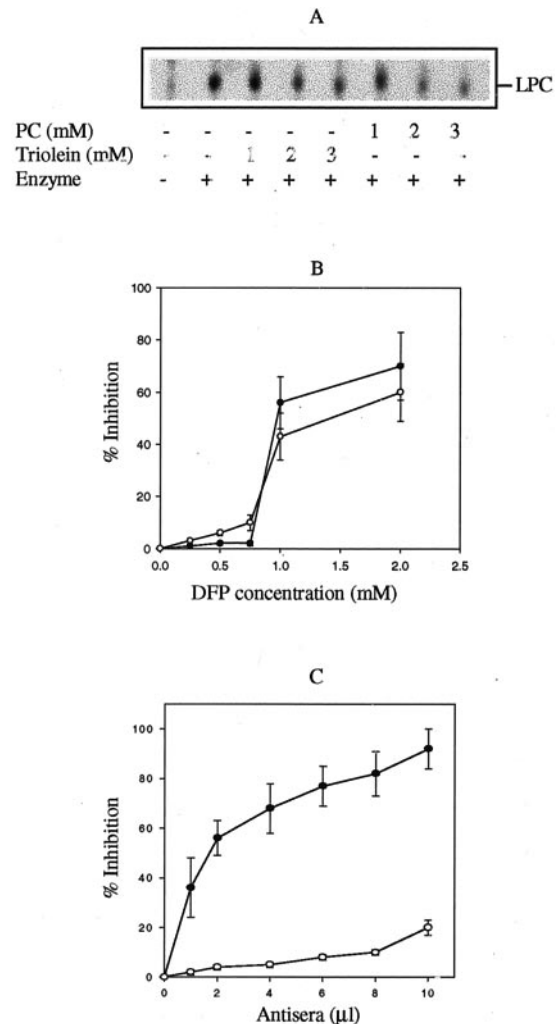 A
LPC
PC (mM) - - - - - 1 2 3
Triolein (mM) - - 1 2 3 - - -
Enzyme - + + + + + + +
B
100
80
60
40
20
0
% Inhibition
0.0 0.5 1.0 1.5 2.0 2.5
DFP concentration (mM)
C
100
80
60
40
20
0
% Inhibition
0 2 4 6 8 10
Antisera (µl)